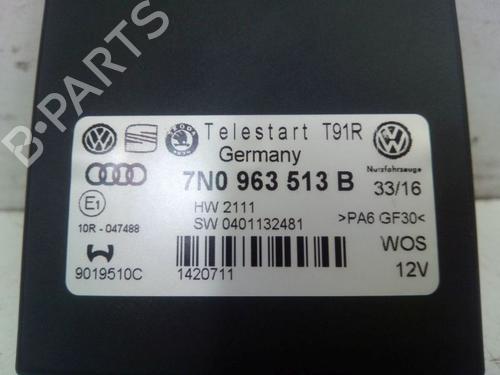 B-PARTS
Telestart T91R
Germany
Nutzfahrzeuge
7N0 963 513 B
33/16
E1
HW 2111
SW 0401132481
>PA6 GF30<
10R - 047488
WOS
9019510C
1420711
12V